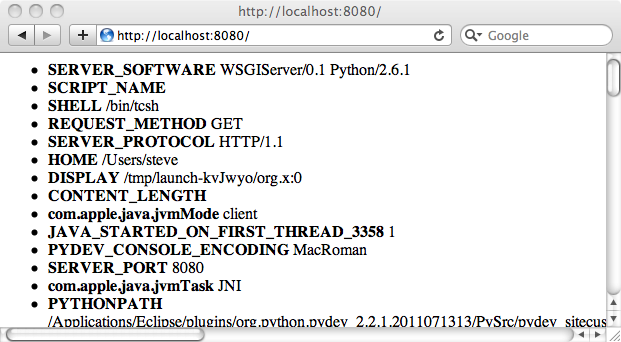 http://localhost:8080/
http://localhost:8080/
Google
SERVER_SOFTWARE WSGIServer/0.1 Python/2.6.1
SCRIPT_NAME
SHELL /bin/tcsh
REQUEST_METHOD GET
SERVER_PROTOCOL HTTP/1.1
HOME /Users/steve
DISPLAY /tmp/launch-kvJwyo/org.x:0
CONTENT_LENGTH
com.apple.java.jvmMode client
JAVA_STARTED_ON_FIRST_THREAD_3358 1
PYDEV_CONSOLE_ENCODING MacRoman
SERVER_PORT 8080
com.apple.java.jvmTask JNI
PYTHONPATH
/Applications/Eclipse/plugins/org.python.pydev_2.2.1.2011071313/PySrc/pydev_sitecus